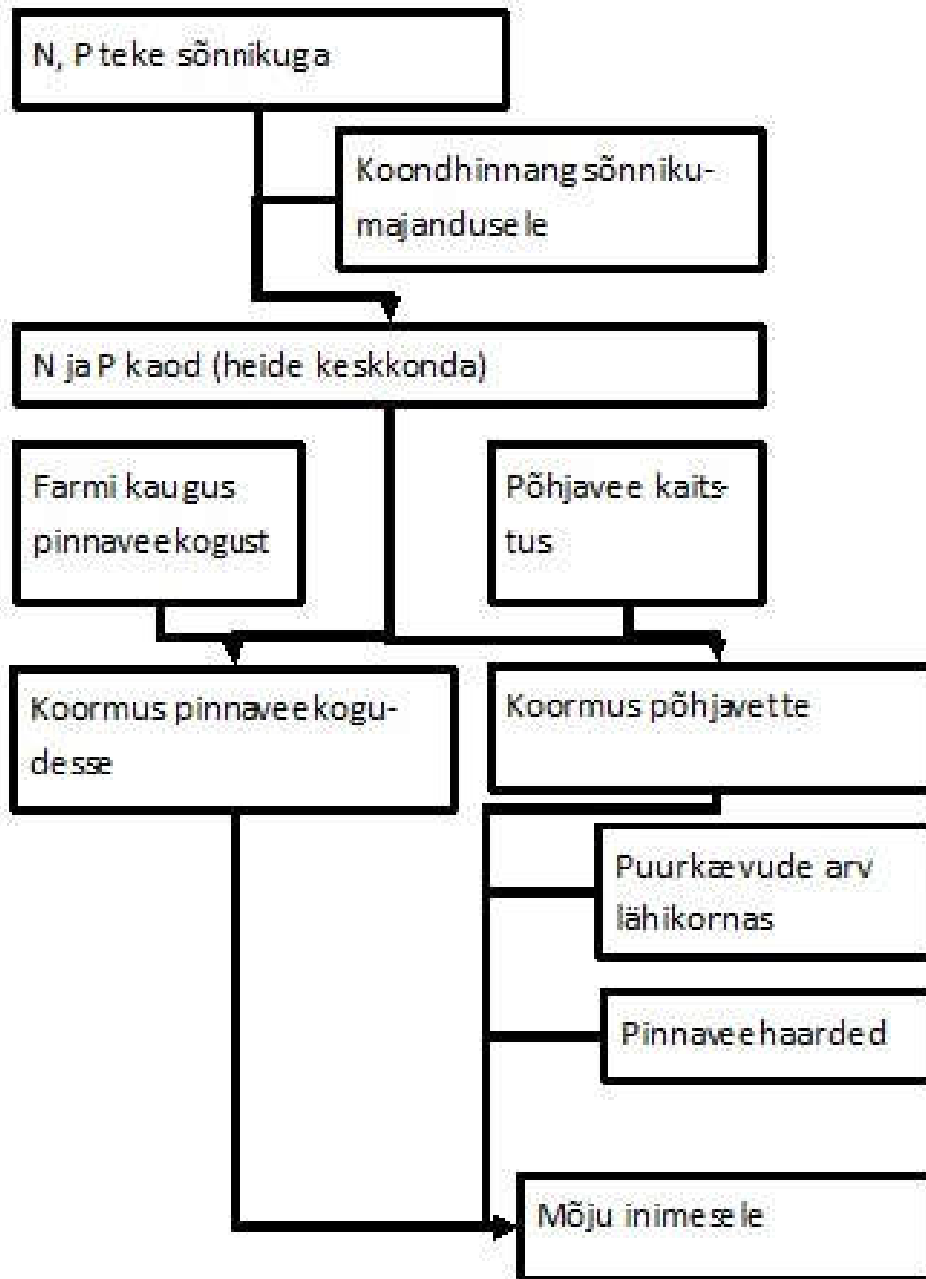 N, P teke sõnnikuga
Koondhinnang sõnniku-
majandusele
N ja P kaod (heide keskkonda)
Farmi kaugus
pinnaveekogust
Põhjavee kaits-
tus
Koormus pinnaveekogu-
desse
Koormus põhjavette
Puurkaevude arv
lähikornas
Pinnaveehaarded
Mõju inimesele